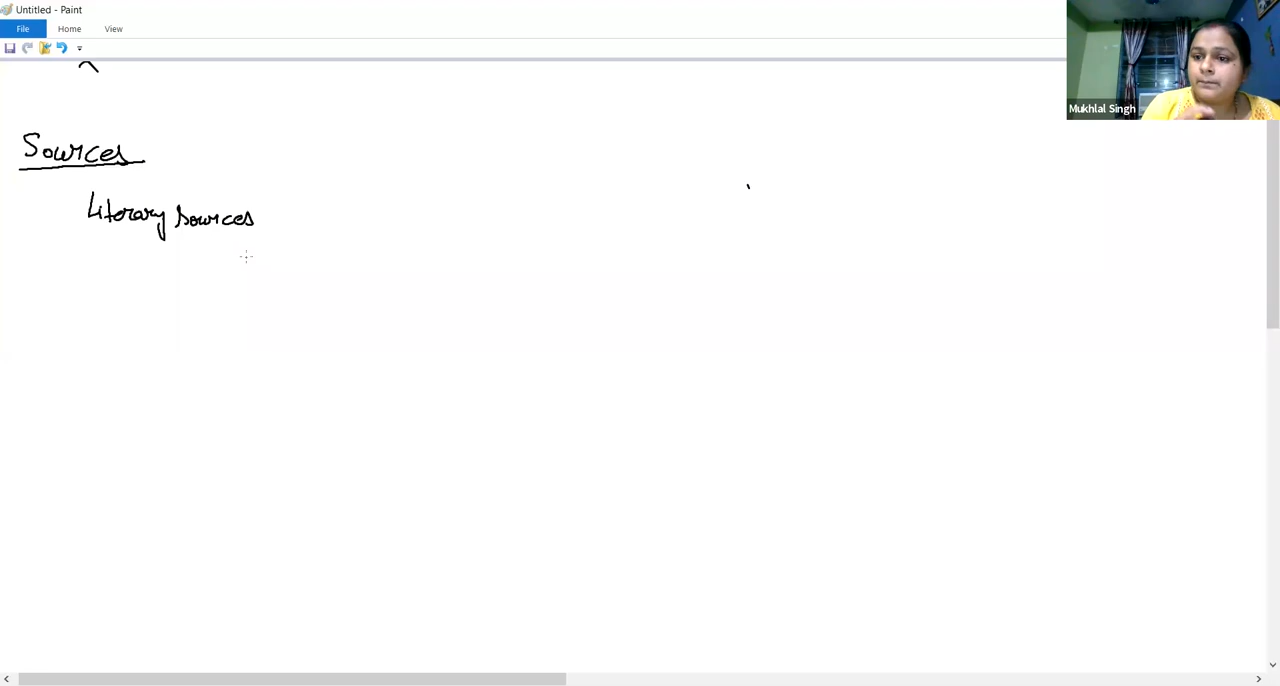 Untitled - Paint
File Home View
Mukhlal Singh
Sources
Literary sources